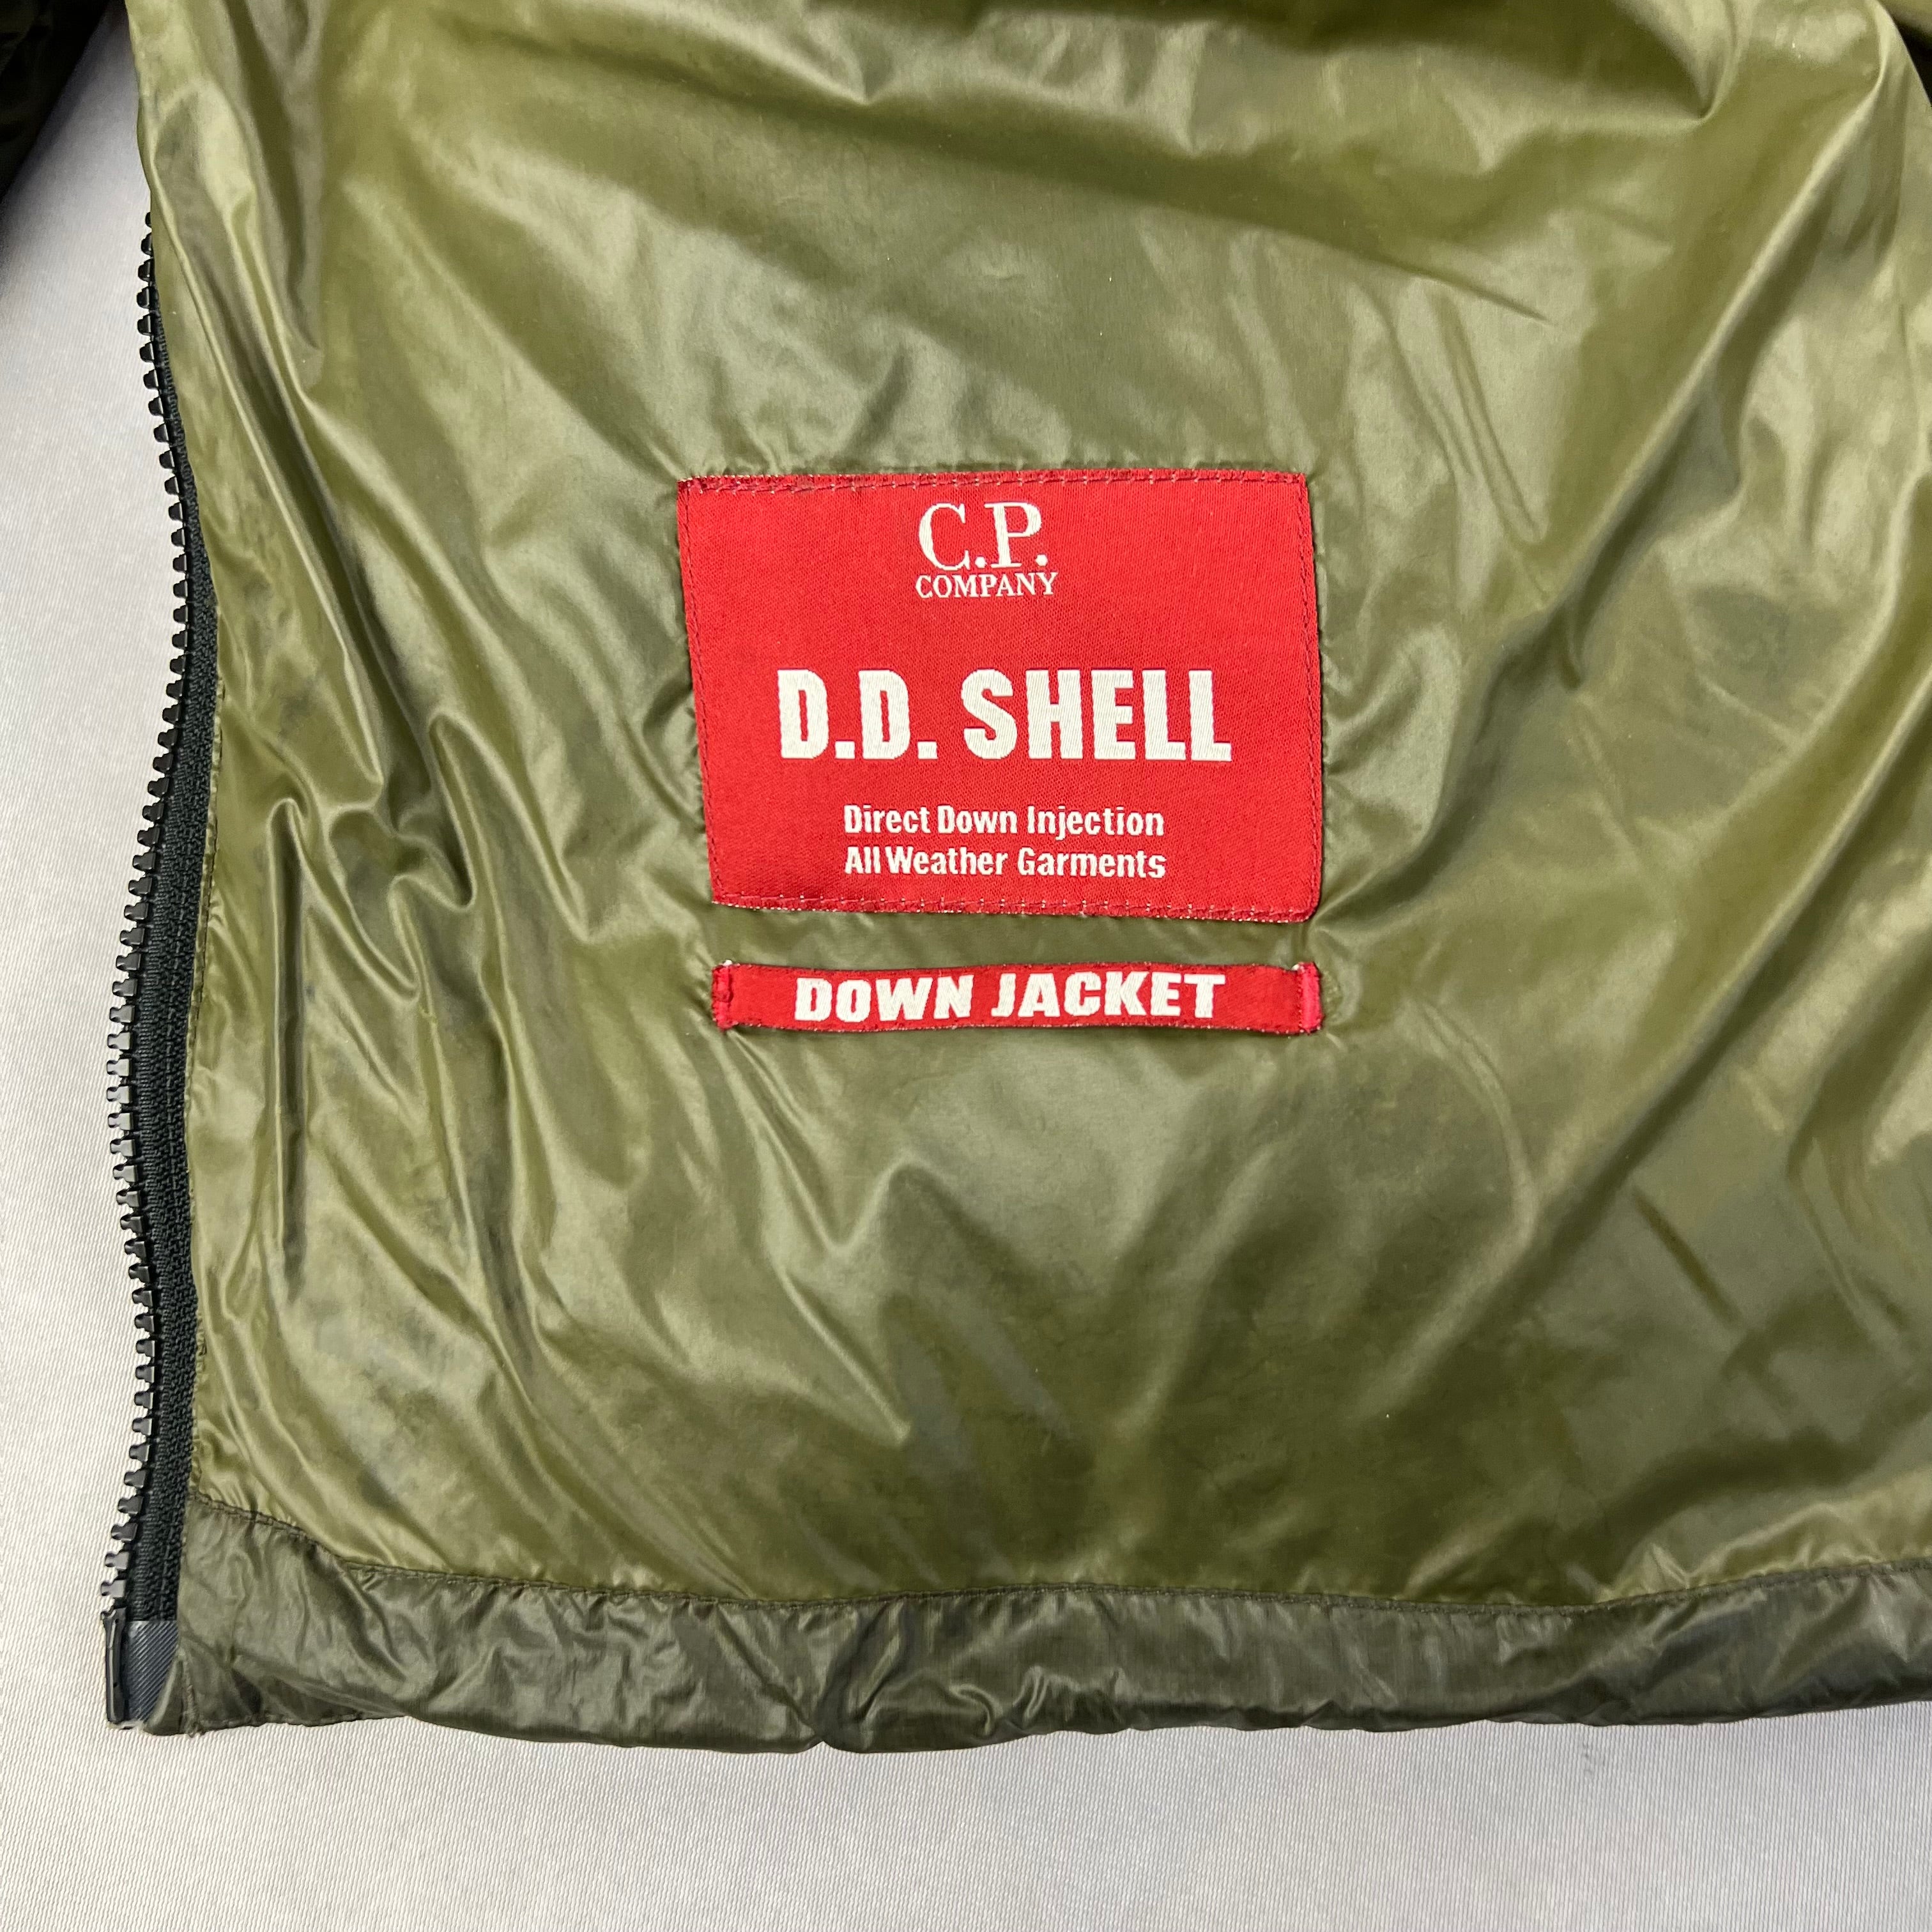 C.P.
COMPANY
D.D. SHELL
Direct Down Injection
All Weather Garments
DOWN JACKET